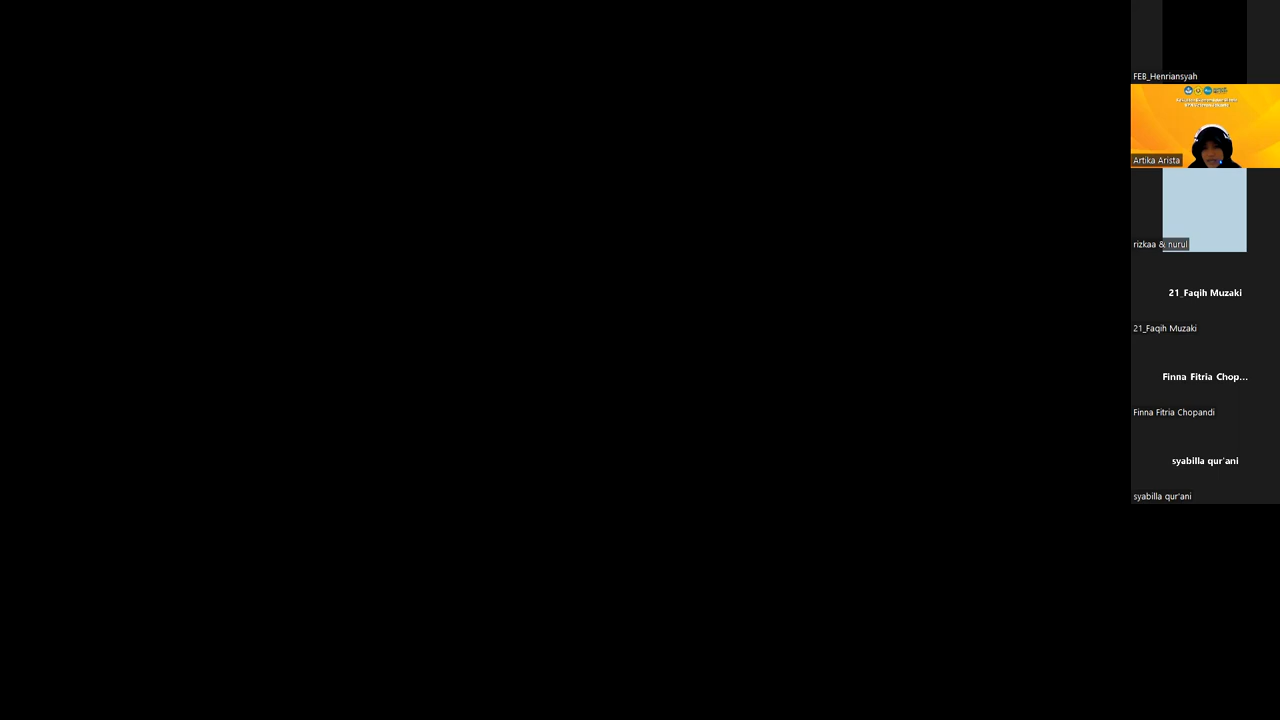 FEB_Henriansyah
Artika Arista
rizkaa & nurul
21_Faqih Muzaki
21_Faqih Muzaki
Finna Fitria Chop...
Finna Fitria Chopandi
syabilla qur'ani
syabilla qur'ani